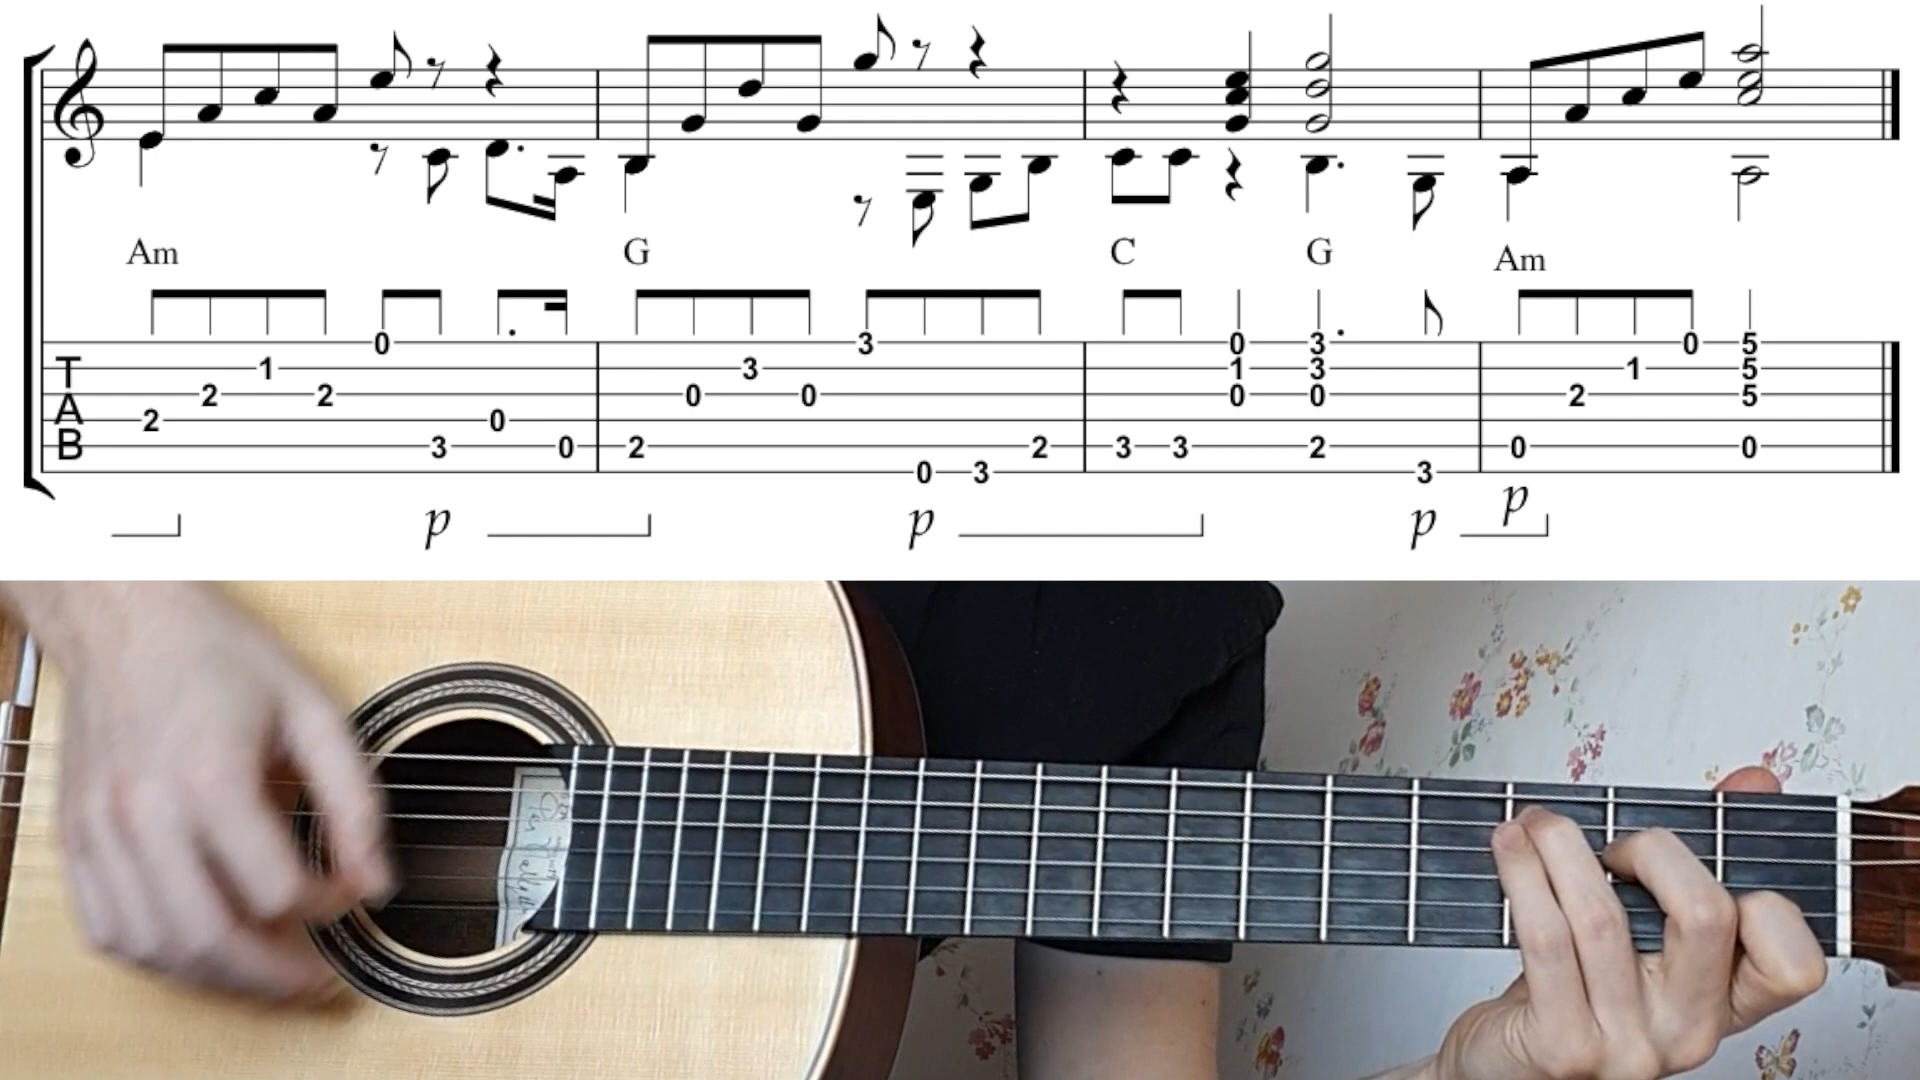 Am G C G Am
0 3 0 3 0 5
T 1 3 1 3 1 5
A 2 2 0 0 0 0 2 5
2 0
B 3 0 2 2 3 3 2 0 0
0 3 3
p
p p p